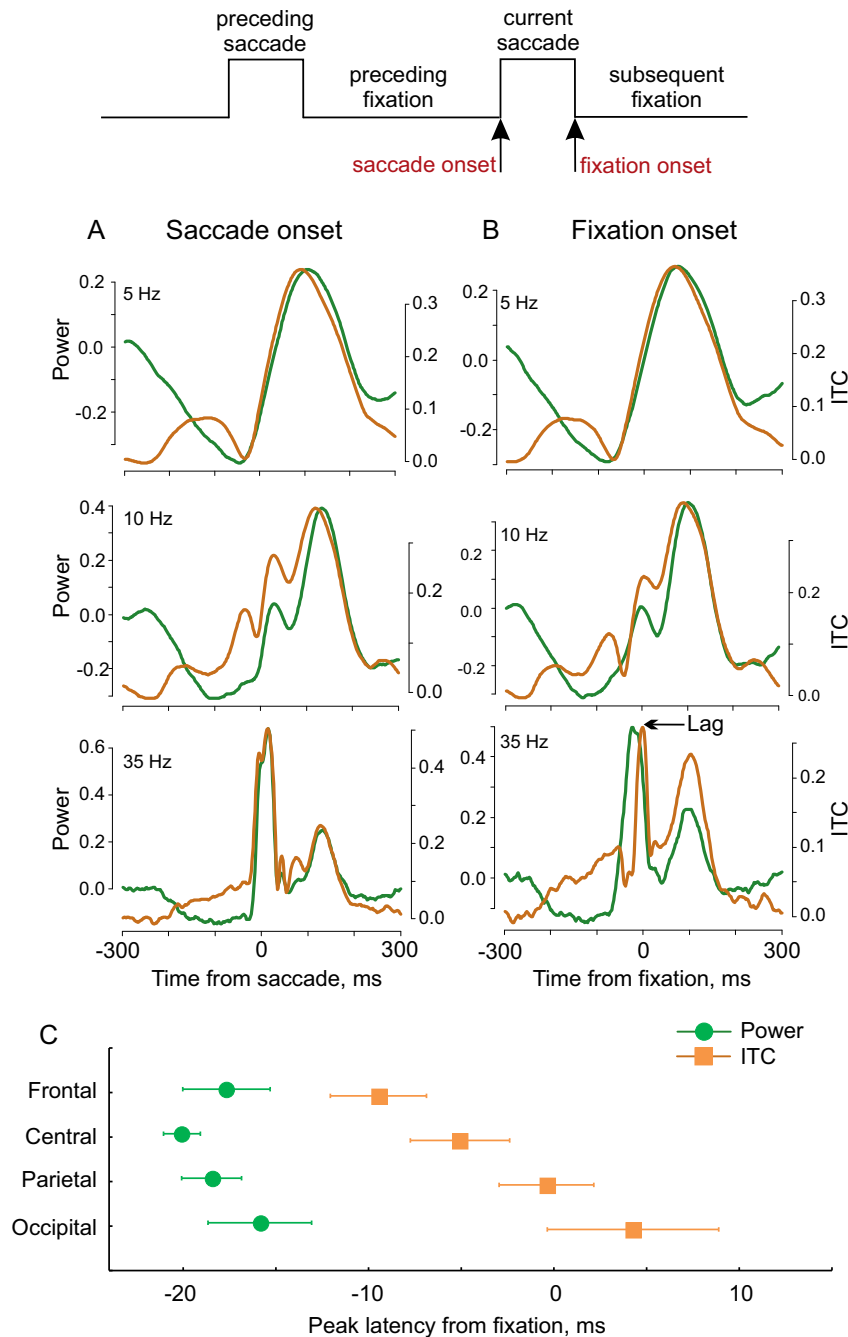 preceding
saccade
current
saccade
preceding
fixation
subsequent
fixation
saccade onset
fixation onset
A Saccade onset
B Fixation onset
5 Hz
0.2
0.0
-0.2
Power
0.3
0.2
0.1
0.0
5 Hz
0.2
0.0
-0.2
0.3
0.2
0.1
0.0
ITC
10 Hz
0.4
0.2
0.0
-0.2
Power
0.2
0.0
10 Hz
0.2
0.0
-0.2
0.2
0.0
ITC
35 Hz
0.6
0.4
0.2
0.0
Power
0.4
0.2
0.0
-300 0 300
Time from saccade, ms
35 Hz
Lag
0.4
0.2
0.0
0.2
0.1
0.0
ITC
-300 0 300
Time from fixation, ms
C
Power
ITC
Frontal
Central
Parietal
Occipital
-20 -10 0 10
Peak latency from fixation, ms